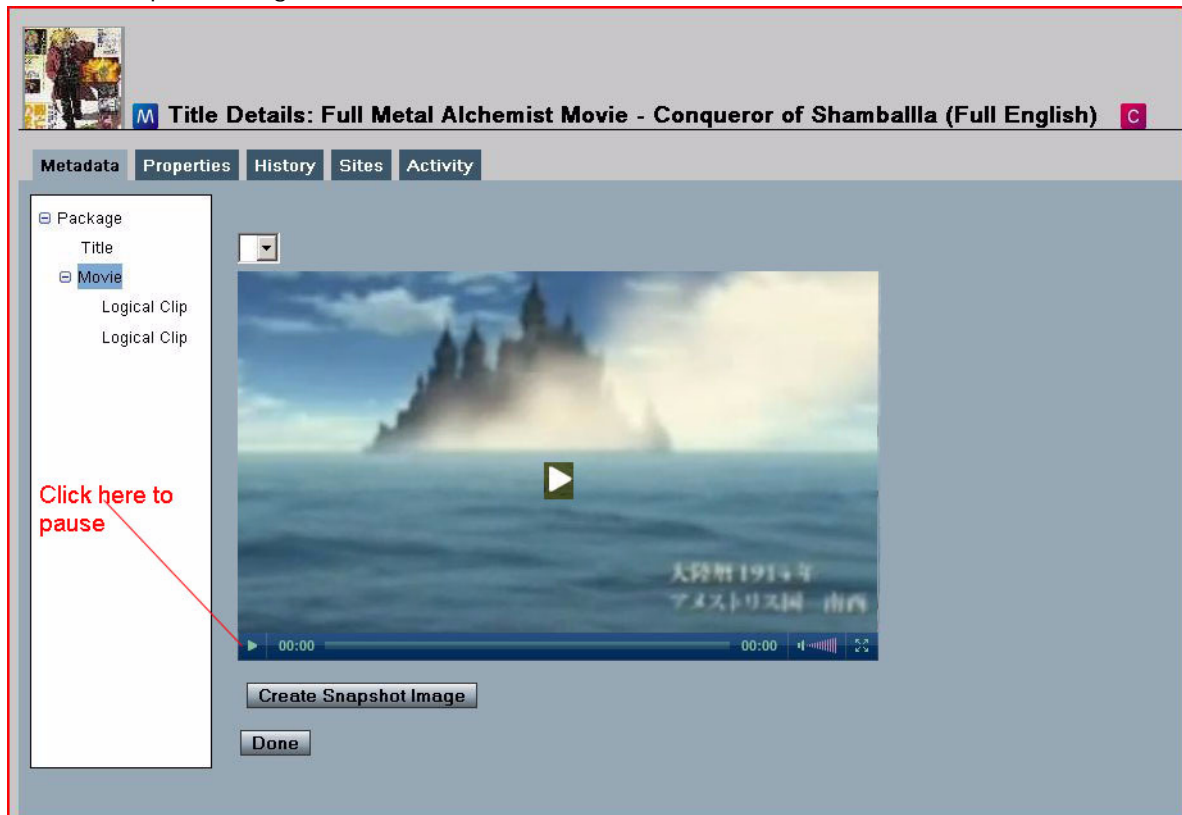 M Title Details: Full Metal Alchemist Movie - Conqueror of Shamballla (Full English) C
Metadata Properties History Sites Activity
Package
Title
Movie
Logical Clip
Logical Clip
Click here to
pause
大陸暦1914年
アメストリス国 南西
00:00 00:00
Create Snapshot Image
Done